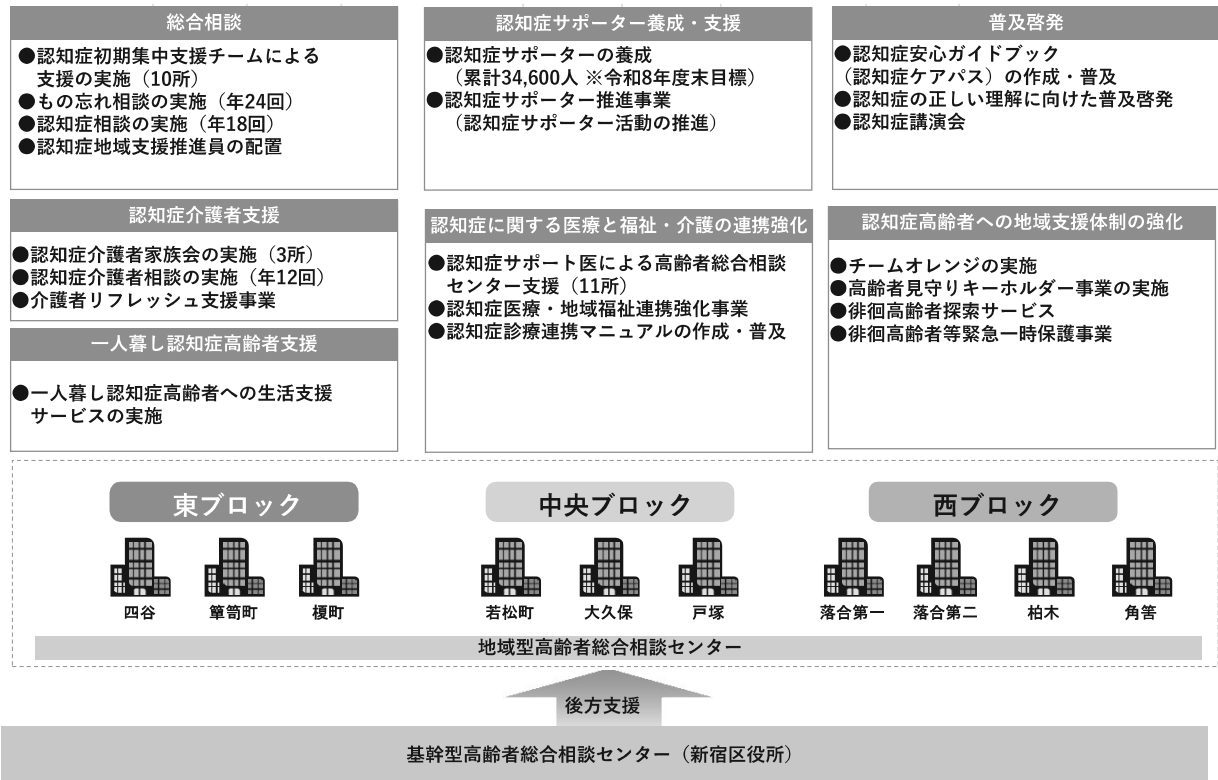 総合相談
●認知症初期集中支援チームによる
支援の実施（10所）
●もの忘れ相談の実施（年24回）
●認知症相談の実施（年18回）
●認知症地域支援推進員の配置
認知症サポーター養成・支援
●認知症サポーターの養成
（累計34,600人 ※令和8年度末目標）
●認知症サポーター推進事業
（認知症サポーター活動の推進）
普及啓発
●認知症安心ガイドブック
（認知症ケアパス）の作成・普及
●認知症の正しい理解に向けた普及啓発
●認知症講演会
認知症介護者支援
●認知症介護者家族会の実施（3所）
●認知症介護者相談の実施（年12回）
●介護者リフレッシュ支援事業
一人暮し認知症高齢者支援
●一人暮し認知症高齢者への生活支援
サービスの実施
認知症に関する医療と福祉・介護の連携強化
●認知症サポート医による高齢者総合相談
センター支援（11所）
●認知症医療・地域福祉連携強化事業
●認知症診療連携マニュアルの作成・普及
認知症高齢者への地域支援体制の強化
●チームオレンジの実施
●高齢者見守りキーホルダー事業の実施
●徘徊高齢者探索サービス
●徘徊高齢者等緊急一時保護事業
東ブロック
四谷
簞笥町
榎町
中央ブロック
若松町
大久保
戸塚
西ブロック
落合第一
落合第二
柏木
角筈
地域型高齢者総合相談センター
後方支援
基幹型高齢者総合相談センター（新宿区役所）